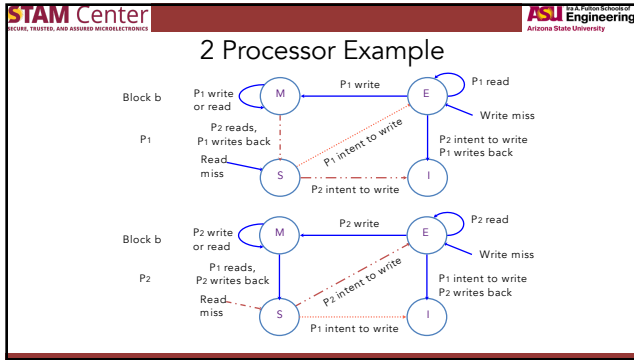 STAM Center
SECURE, TRUSTED, AND ASSURED MICROELECTRONICS
ASU Ira A. Fulton Schools of
Engineering
Arizona State University
2 Processor Example
Block b
P1
P1 write
or read
M
P1 write
E
P1 read
Write miss
P2 reads,
P1 writes back
P1 intent to write
P2 intent to write
P1 writes back
Read
miss
S
P2 intent to write
I
Block b
P2
P2 write
or read
M
P2 write
E
P2 read
Write miss
P1 reads,
P2 writes back
P2 intent to write
P1 intent to write
P2 writes back
Read
miss
S
P1 intent to write
I